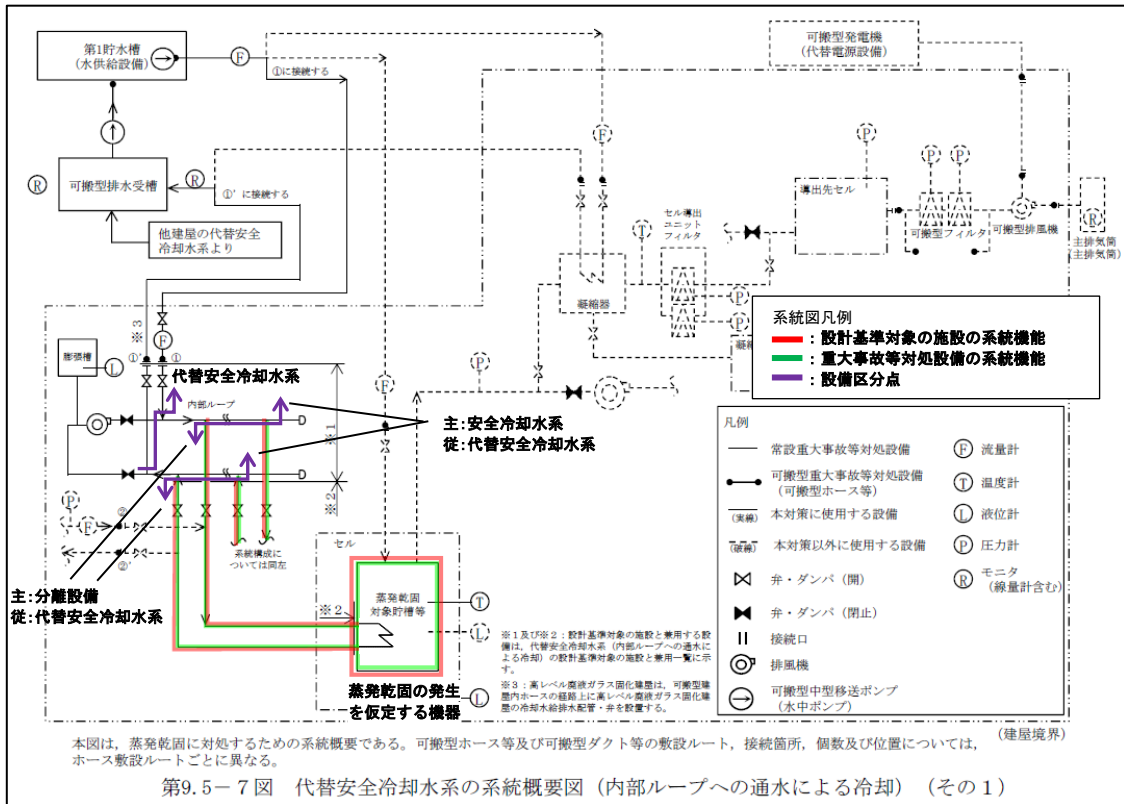 第1貯水槽
(水供給設備)
F
①に接続する
可搬型発電機
(代替電源設備)
R
可搬型排水受槽
R
①’に接続する
他建屋の代替安全
冷却水系より
F
P
P
P
導出先セル
可搬型フィルタ
可搬型排風機
R
主排気筒
(主排気筒)
セル導出
ユニット
フィルタ
T
凝縮器
P
P
凝縮
※3
F
①’
①
膨張槽
L
代替安全冷却水系
内部ループ
※1
※2
P
F
P
F
②
②’
系統構成に
ついては同左
主:安全冷却水系
従:代替安全冷却水系
主:分離設備
従:代替安全冷却水系
系統図凡例
:設計基準対象の施設の系統機能
:重大事故等対処設備の系統機能
:設備区分点
セル
蒸発乾固
対象貯槽等
※2
T
L
L
蒸発乾固の発生
を仮定する機器
※1及び※2:設計基準対象の施設と兼用する設
備は,代替安全冷却水系(内部ループへの通水に
よる冷却)の設計基準対象の施設と兼用一覧に示
す。
※3:高レベル廃液ガラス固化建屋は,可搬型建
屋内ホースの経路上に高レベル廃液ガラス固化建
屋の冷却水給排水配管・弁を設置する。
凡例
常設重大事故等対処設備
可搬型重大事故等対処設備
(可搬型ホース等)
(実線)
本対策に使用する設備
(破線)
本対策以外に使用する設備
弁・ダンパ(開)
弁・ダンパ(閉止)
接続口
排風機
可搬型中型移送ポンプ
(水中ポンプ)
F 流量計
T 温度計
L 液位計
P 圧力計
R モニタ
(線量計含む)
(建屋境界)
本図は,蒸発乾固に対処するための系統概要である。可搬型ホース等及び可搬型ダクト等の敷設ルート,接続箇所,個数及び位置については,
ホース敷設ルートごとに異なる。
第9.5-7図 代替安全冷却水系の系統概要図(内部ループへの通水による冷却)(その1)